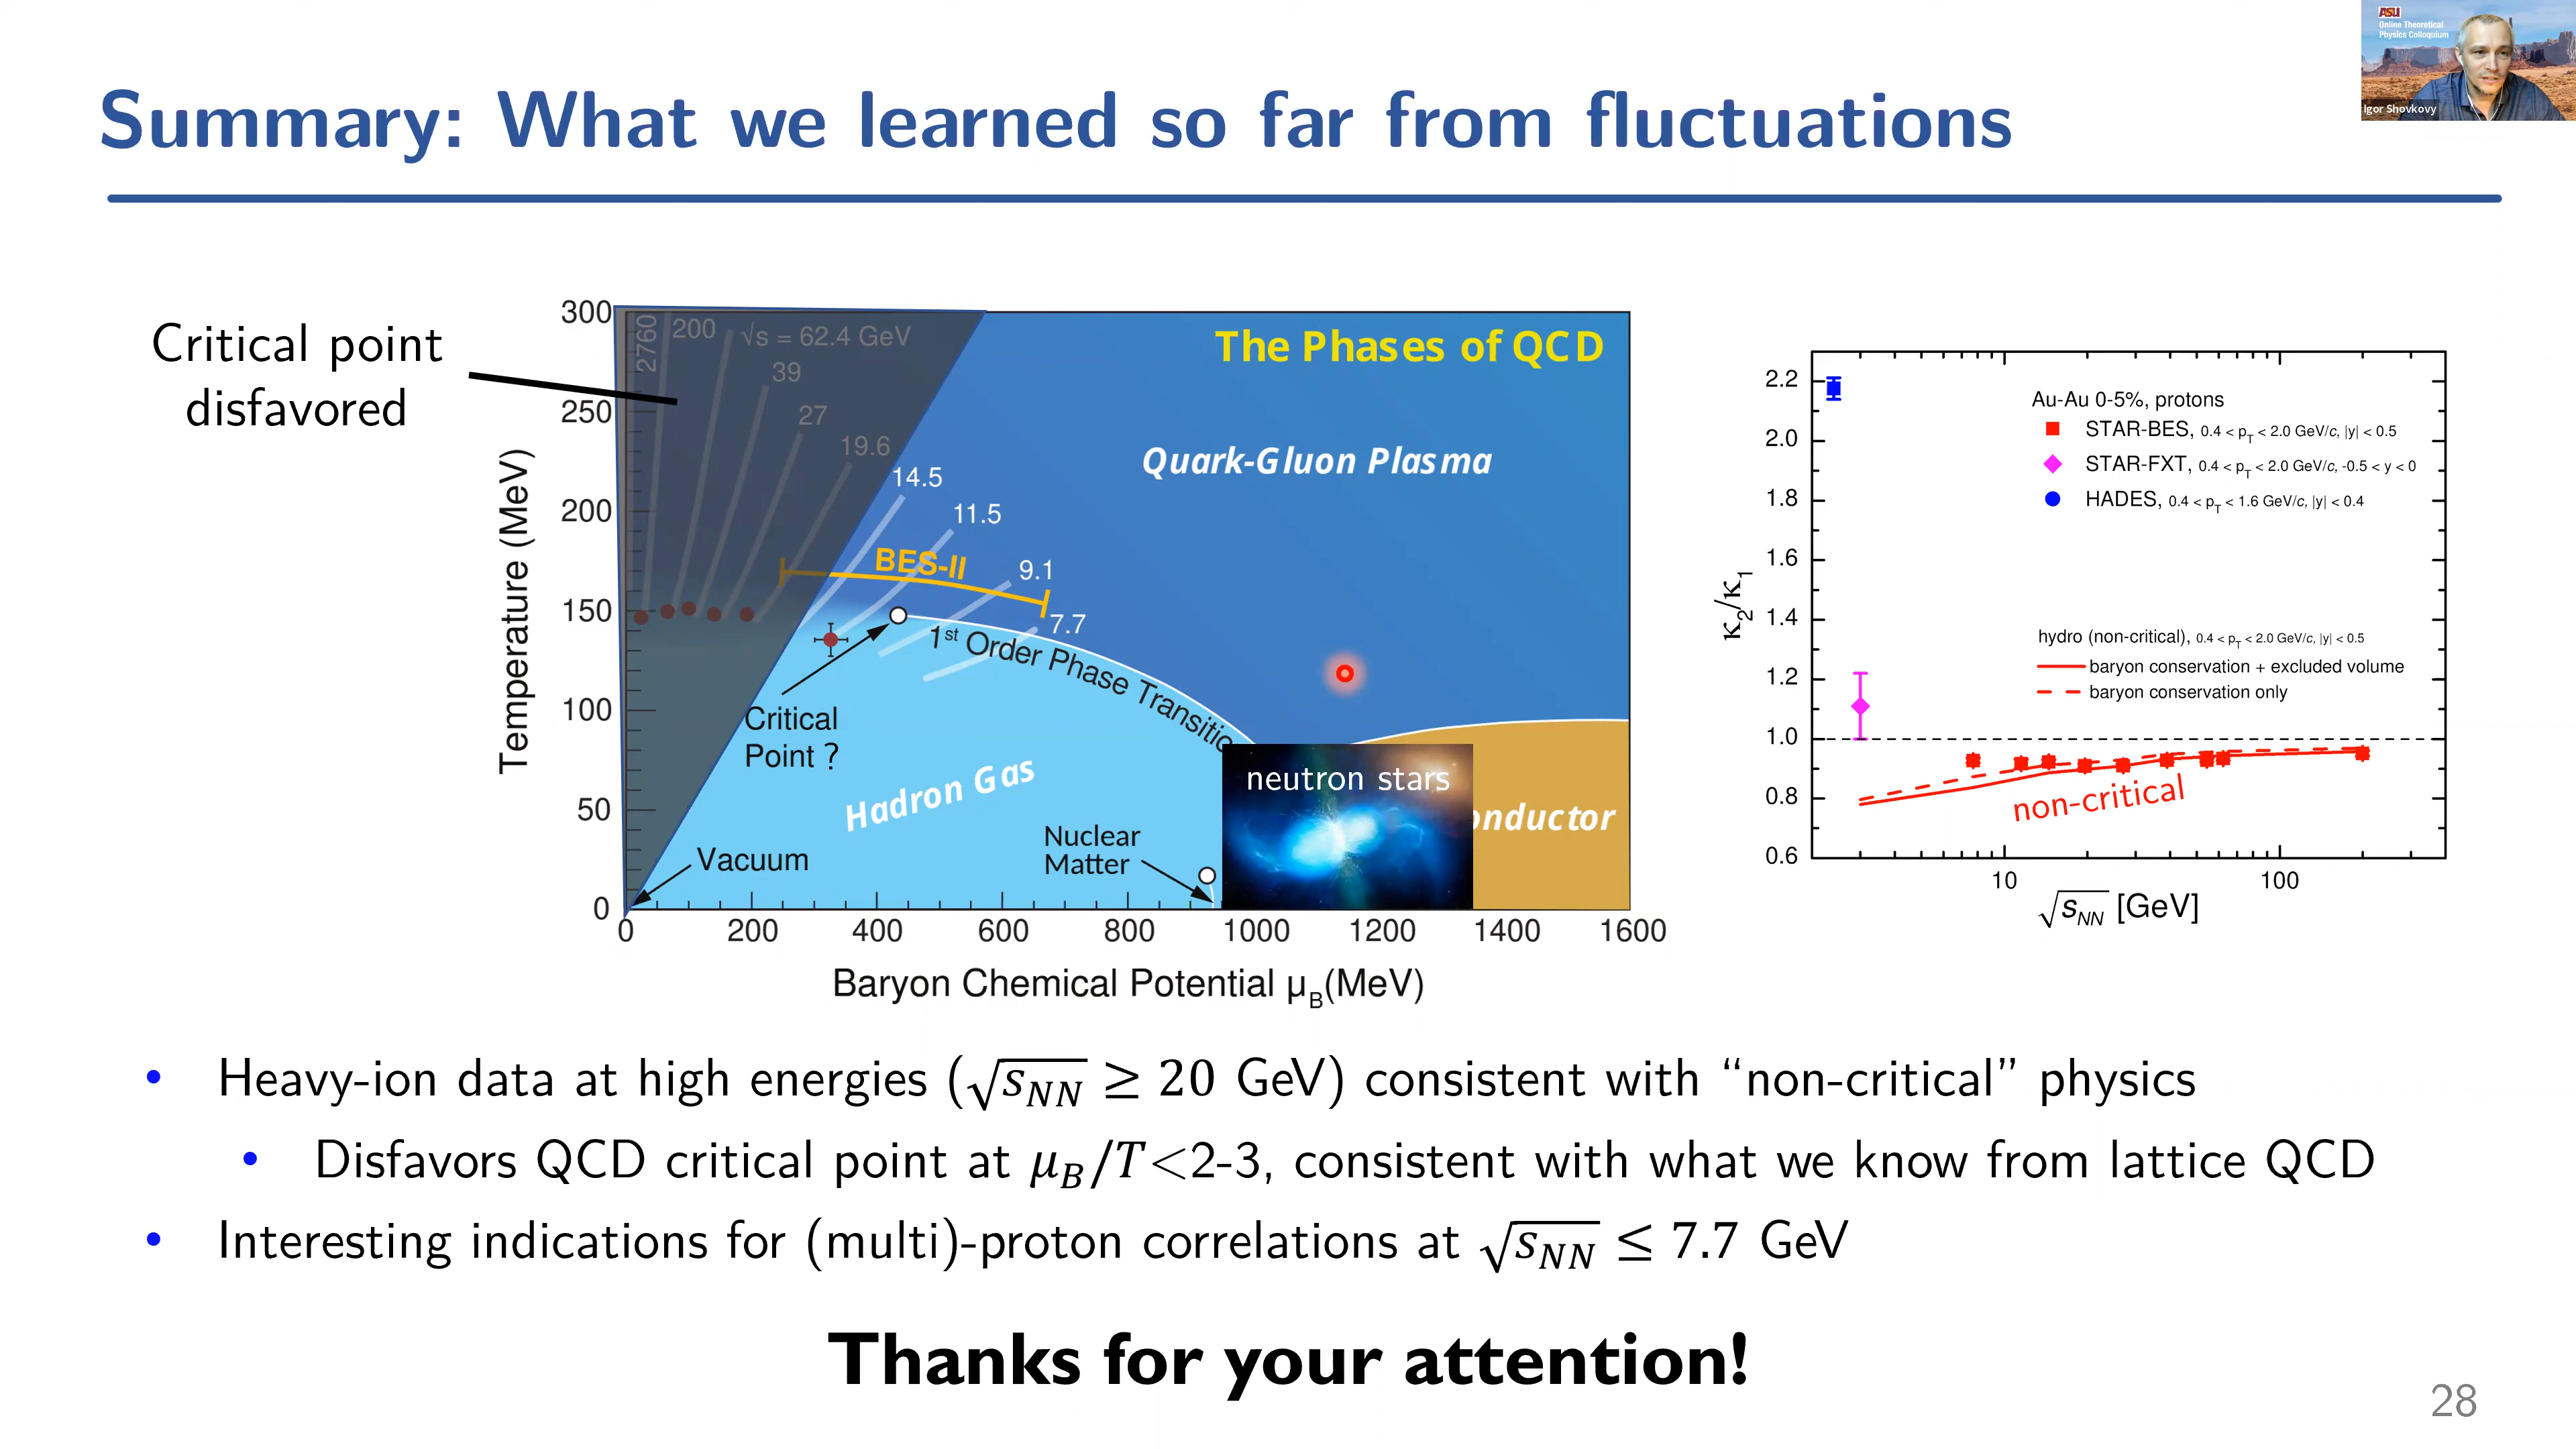 ASU
Online Theoretical
Physics Colloquium
Igor Shovkovy
Summary: What we learned so far from fluctuations
Critical point
disfavored
300
250
200
150
100
50
0
Temperature (MeV)
2760
200
√s = 62.4 GeV
39
27
19.6
14.5
11.5
9.1
7.7
BES-II
The Phases of QCD
Quark-Gluon Plasma
1st Order Phase Transitio
Critical
Point ?
Hadron Gas
Vacuum
Nuclear
Matter
neutron stars
onductor
0 200 400 600 800 1000 1200 1400 1600
Baryon Chemical Potential μB(MeV)
2.2
2.0
1.8
1.6
1.4
1.2
1.0
0.8
0.6
κ2/κ1
Au-Au 0-5%, protons
STAR-BES, 0.4 < pT < 2.0 GeV/c, |y| < 0.5
STAR-FXT, 0.4 < pT < 2.0 GeV/c, -0.5 < y < 0
HADES, 0.4 < pT < 1.6 GeV/c, |y| < 0.4
hydro (non-critical), 0.4 < pT < 2.0 GeV/c, |y| < 0.5
baryon conservation + excluded volume
baryon conservation only
non-critical
10 100
√sNN [GeV]
• Heavy-ion data at high energies (√sNN ≥ 20 GeV) consistent with “non-critical” physics
• Disfavors QCD critical point at μB/T<2-3, consistent with what we know from lattice QCD
• Interesting indications for (multi)-proton correlations at √sNN ≤ 7.7 GeV
Thanks for your attention!
28